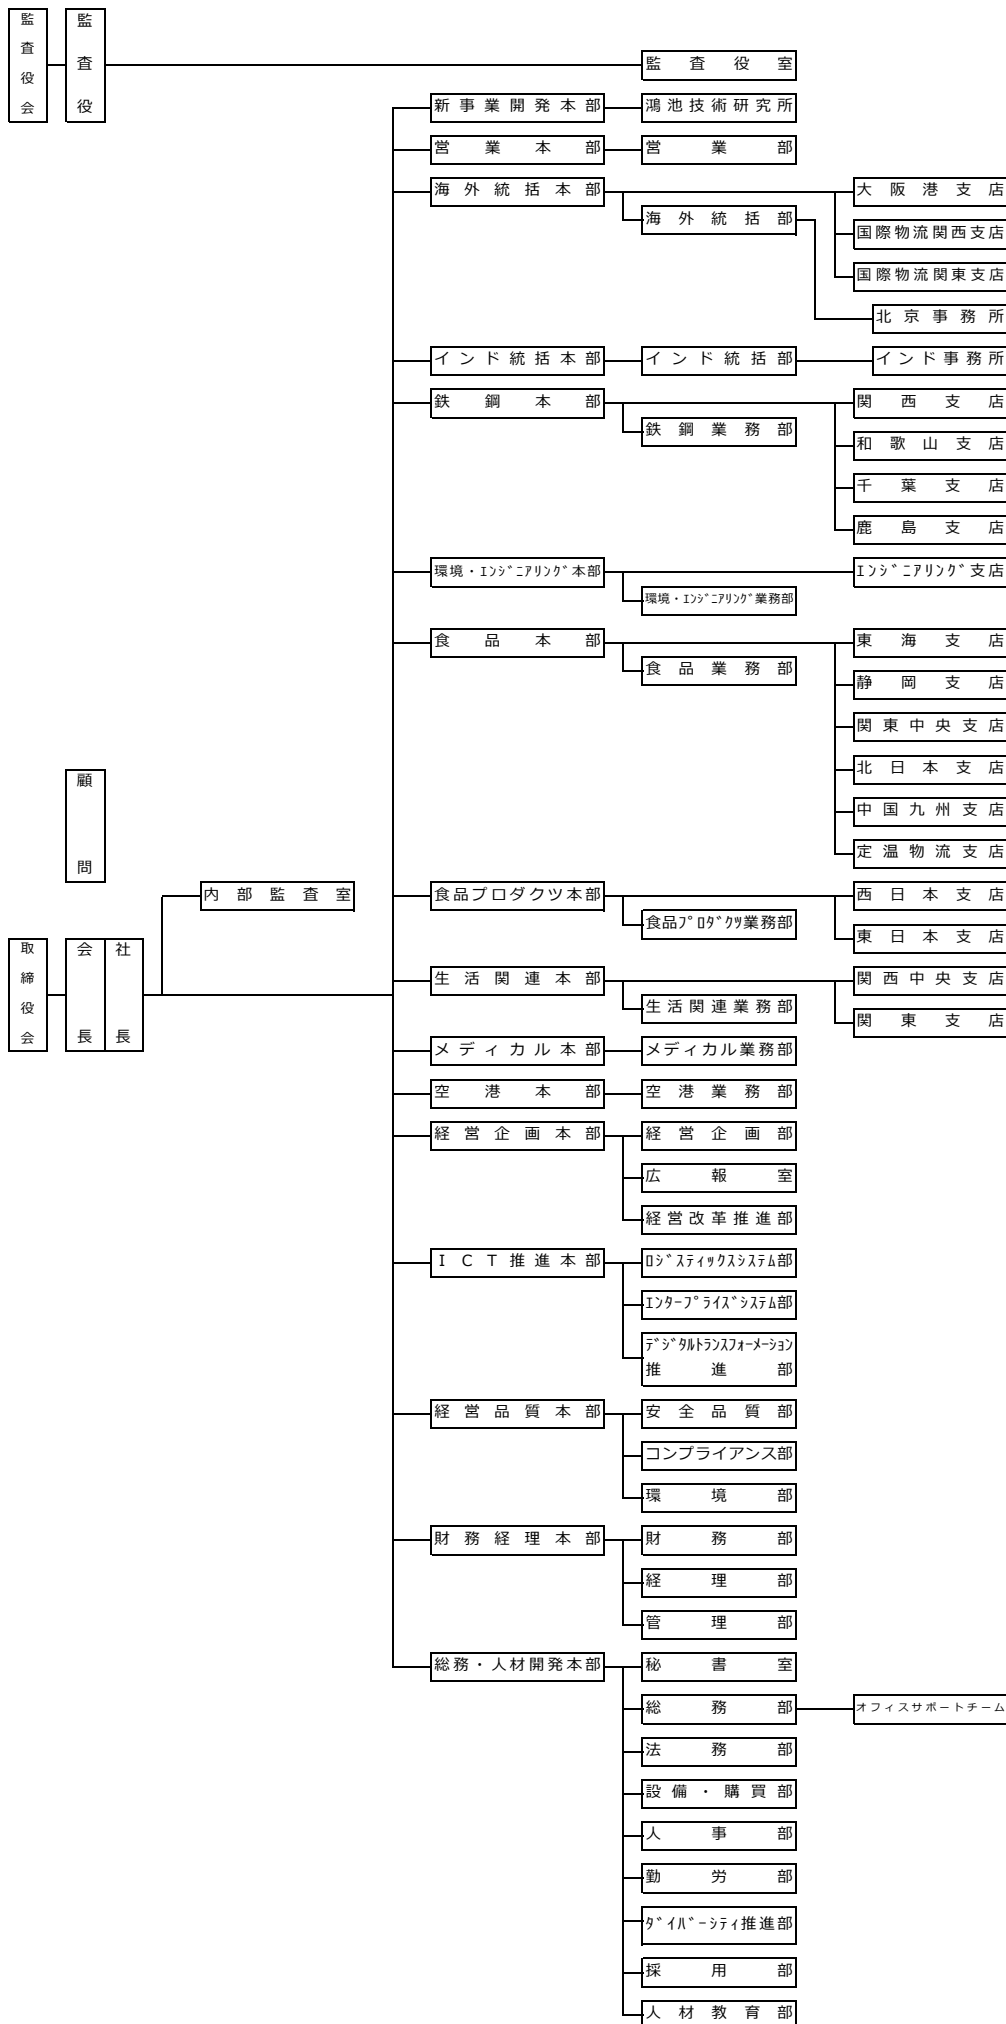 監査役会
監査役
監査役室
新事業開発本部
鴻池技術研究所
営業本部
営業部
海外統括本部
大阪港支店
海外統括部
国際物流関西支店
国際物流関東支店
北京事務所
インド統括本部
インド統括部
インド事務所
鉄鋼本部
関西支店
鉄鋼業務部
和歌山支店
千葉支店
鹿島支店
環境・ｴﾝｼﾞﾆｱﾘﾝｸﾞ本部
ｴﾝｼﾞﾆｱﾘﾝｸﾞ支店
環境・ｴﾝｼﾞﾆｱﾘﾝｸﾞ業務部
食品本部
東海支店
食品業務部
静岡支店
関東中央支店
北日本支店
中国九州支店
定温物流支店
顧問
内部監査室
食品プロダクツ本部
西日本支店
食品ﾌﾟﾛﾀﾞｸﾂ業務部
東日本支店
取締役会
会長
社長
生活関連本部
関西中央支店
生活関連業務部
関東支店
メディカル本部
メディカル業務部
空港本部
空港業務部
経営企画本部
経営企画部
広報室
経営改革推進部
ＩＣＴ推進本部
ﾛｼﾞｽﾃｨｯｸｽｼｽﾃﾑ部
ｴﾝﾀｰﾌﾟﾗｲｽﾞｼｽﾃﾑ部
ﾃﾞｼﾞﾀﾙﾄﾗﾝｽﾌｫｰﾒｰｼｮﾝ
推進部
経営品質本部
安全品質部
コンプライアンス部
環境部
財務経理本部
財務部
経理部
管理部
総務・人材開発本部
秘書室
総務部
オフィスサポートチーム
法務部
設備・購買部
人事部
勤労部
ﾀﾞｲﾊﾞｰｼﾃｨ推進部
採用部
人材教育部